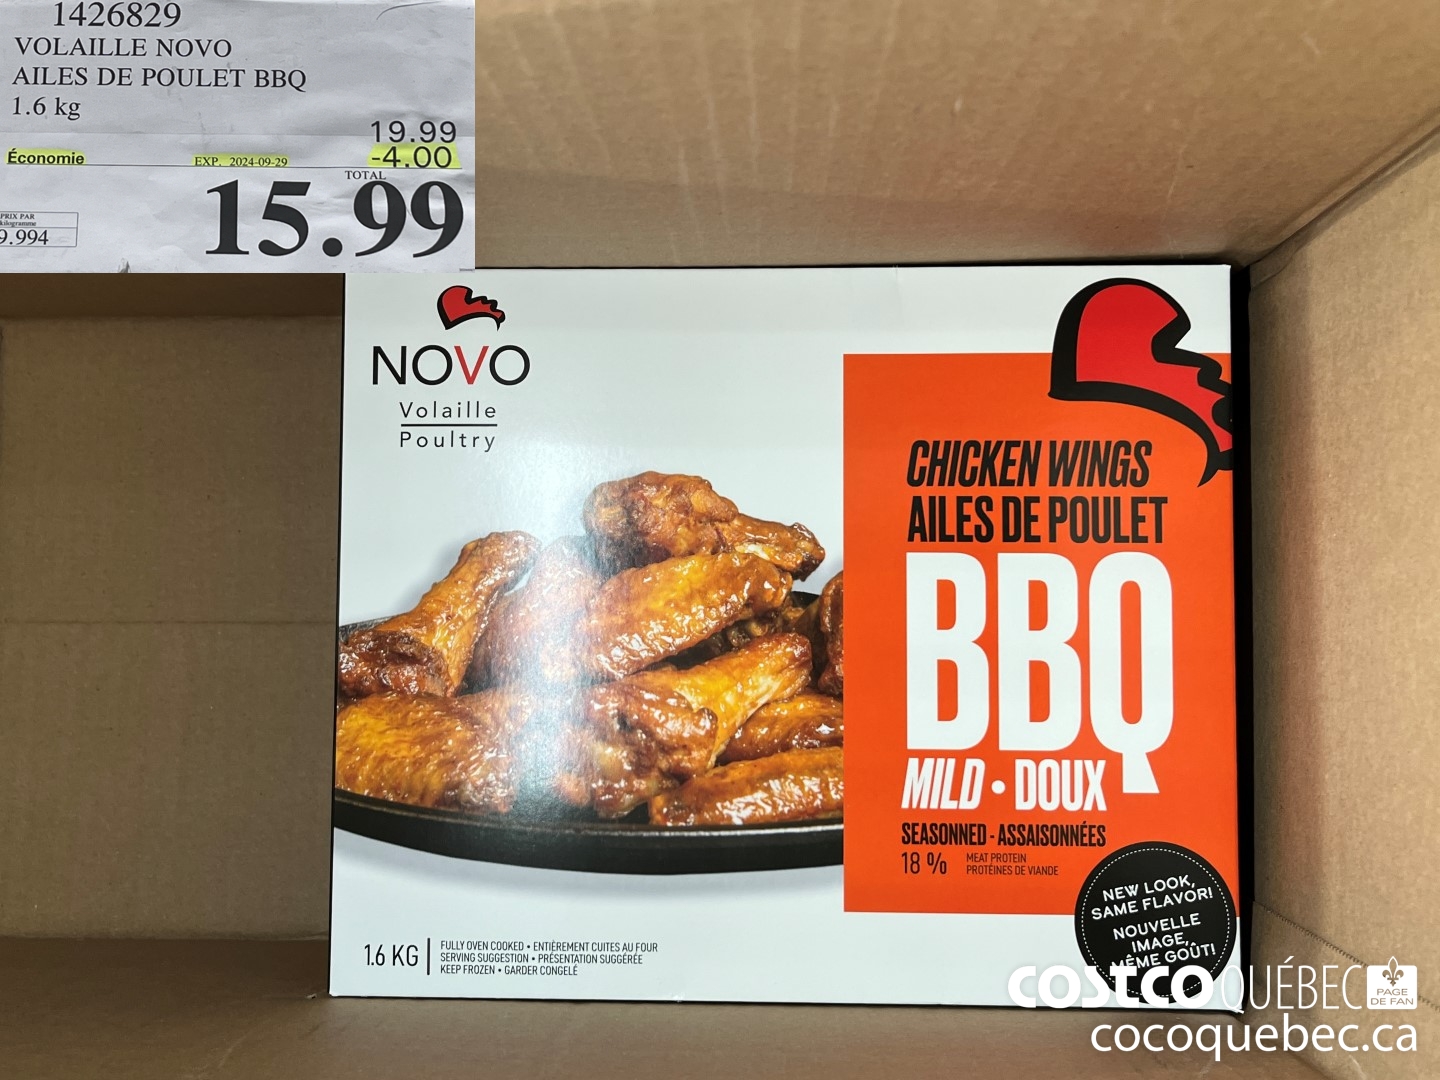 1426829
VOLAILLE NOVO
AILES DE POULET BBQ
1.6 kg
19.99
Économie
EXP. 2024-09-29
-4.00
TOTAL
15.99
PRIX PAR
kilogramme
9.994
NOVO
Volaille
Poultry
CHICKEN WINGS
AILES DE POULET
BBQ
MILD • DOUX
SEASONNED - ASSAISONNÉES
18 %
MEAT PROTEIN
PROTÉINES DE VIANDE
NEW LOOK,
SAME FLAVOR!
NOUVELLE
IMAGE,
MÊME GOÛT!
1.6 KG
FULLY OVEN COOKED • ENTIÈREMENT CUITES AU FOUR
SERVING SUGGESTION • PRÉSENTATION SUGGÉRÉE
KEEP FROZEN • GARDER CONGELÉ
COSTCO QUÉBEC
PAGE
DE FAN
cocoquebec.ca